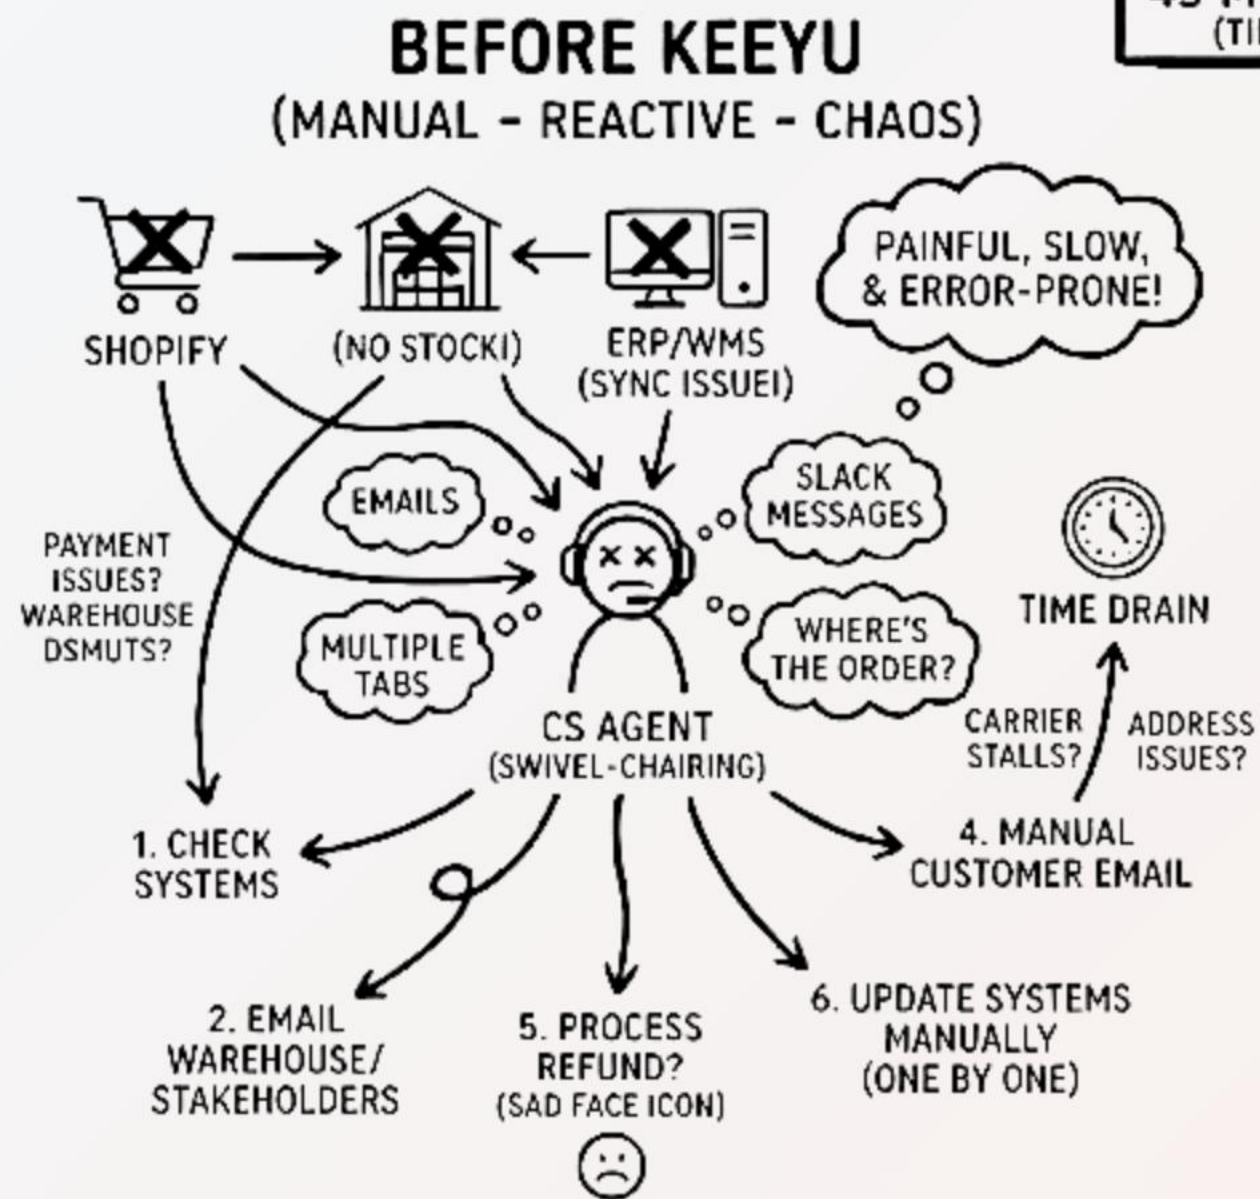 BEFORE KEEYU
(MANUAL - REACTIVE - CHAOS)
(TI
PAINFUL, SLOW,
& ERROR-PRONE!
SHOPIFY
(NO STOCKI)
ERP/WMS
(SYNC ISSUEI)
EMAILS
SLACK
MESSAGES
PAYMENT
ISSUES?
WAREHOUSE
DSMUTS?
MULTIPLE
TABS
WHERE'S
THE ORDER?
TIME DRAIN
CS AGENT
(SWIVEL-CHAIRING)
CARRIER
STALLS?
ADDRESS
ISSUES?
1. CHECK
SYSTEMS
4. MANUAL
CUSTOMER EMAIL
2. EMAIL
WAREHOUSE/
STAKEHOLDERS
5. PROCESS
REFUND?
(SAD FACE ICON)
6. UPDATE SYSTEMS
MANUALLY
(ONE BY ONE)